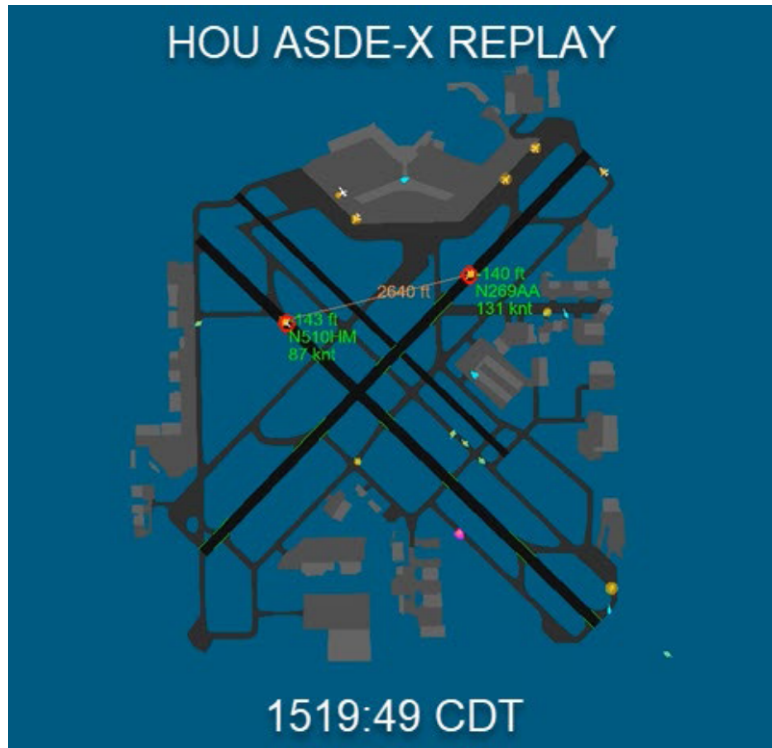 HOU ASDE-X REPLAY
-140 ft
N269AA
131 knt
2640 ft
-143 ft
N510HM
87 knt
1519:49 CDT